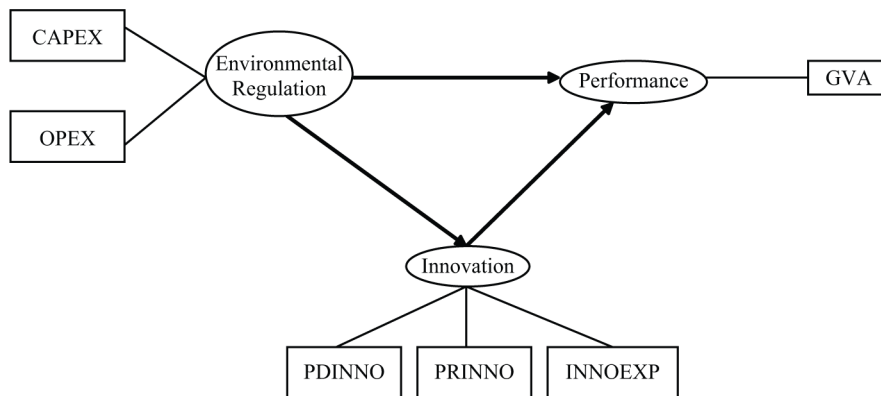 CAPEX
Environmental
Regulation
Performance
GVA
OPEX
Innovation
PDINNO
PRINNO
INNOEXP